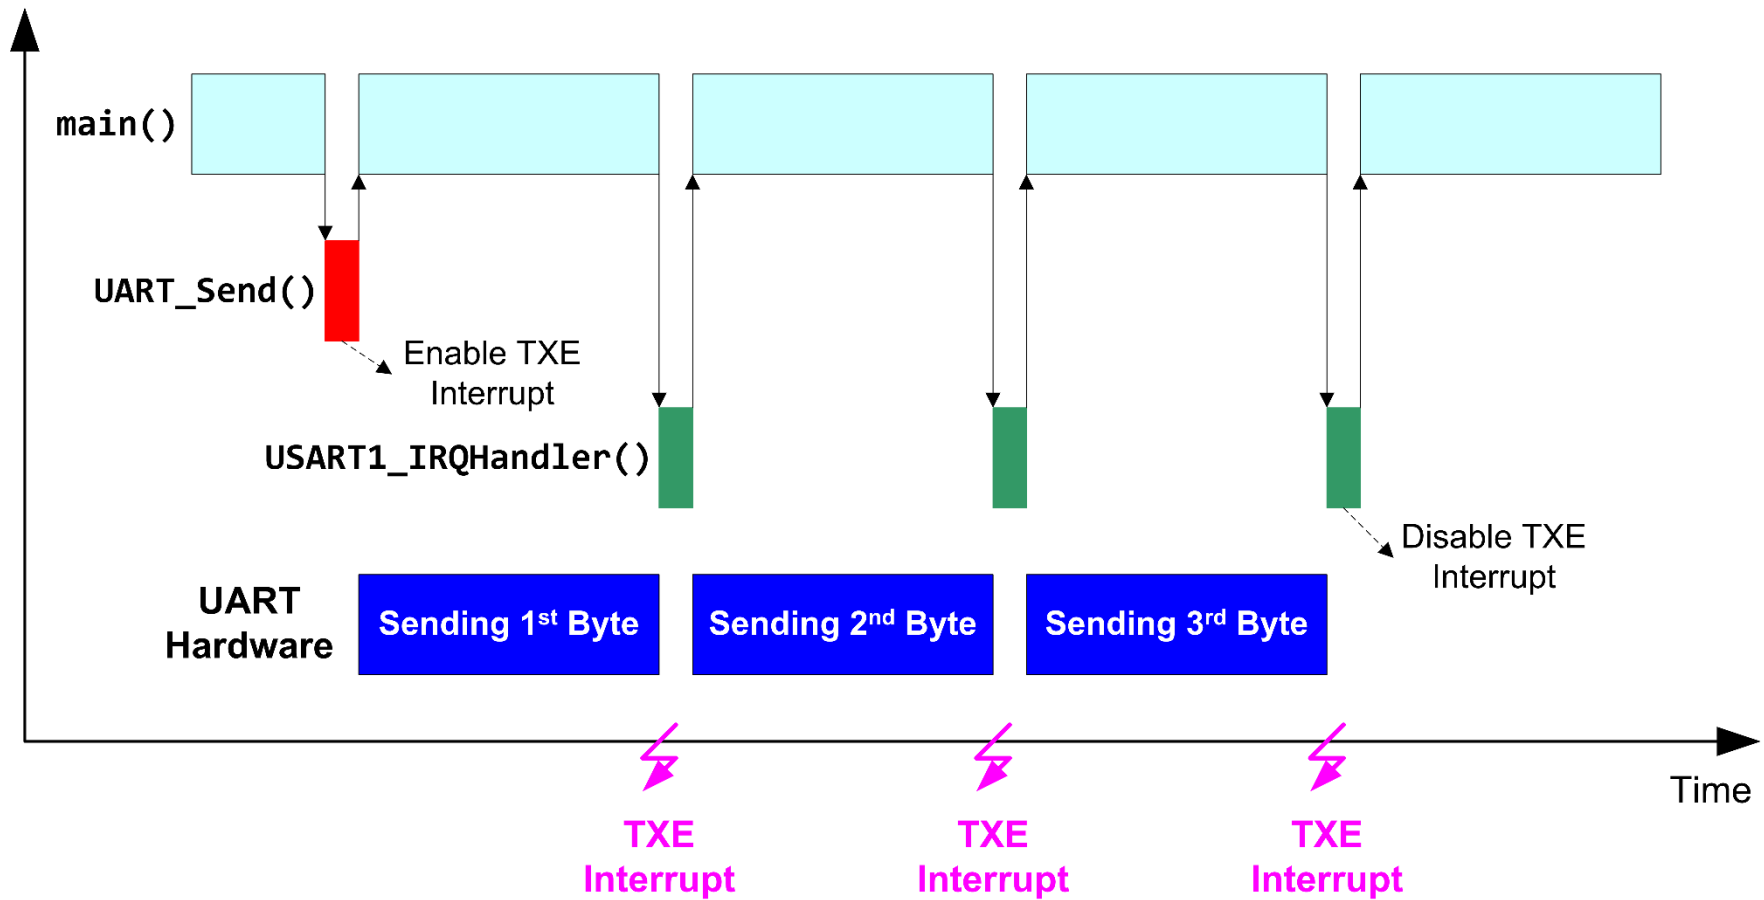 main()
UART_Send()
Enable TXE
Interrupt
USART1_IRQHandler()
Disable TXE
Interrupt
UART
Hardware
Sending 1st Byte
Sending 2nd Byte
Sending 3rd Byte
Time
TXE
Interrupt
TXE
Interrupt
TXE
Interrupt